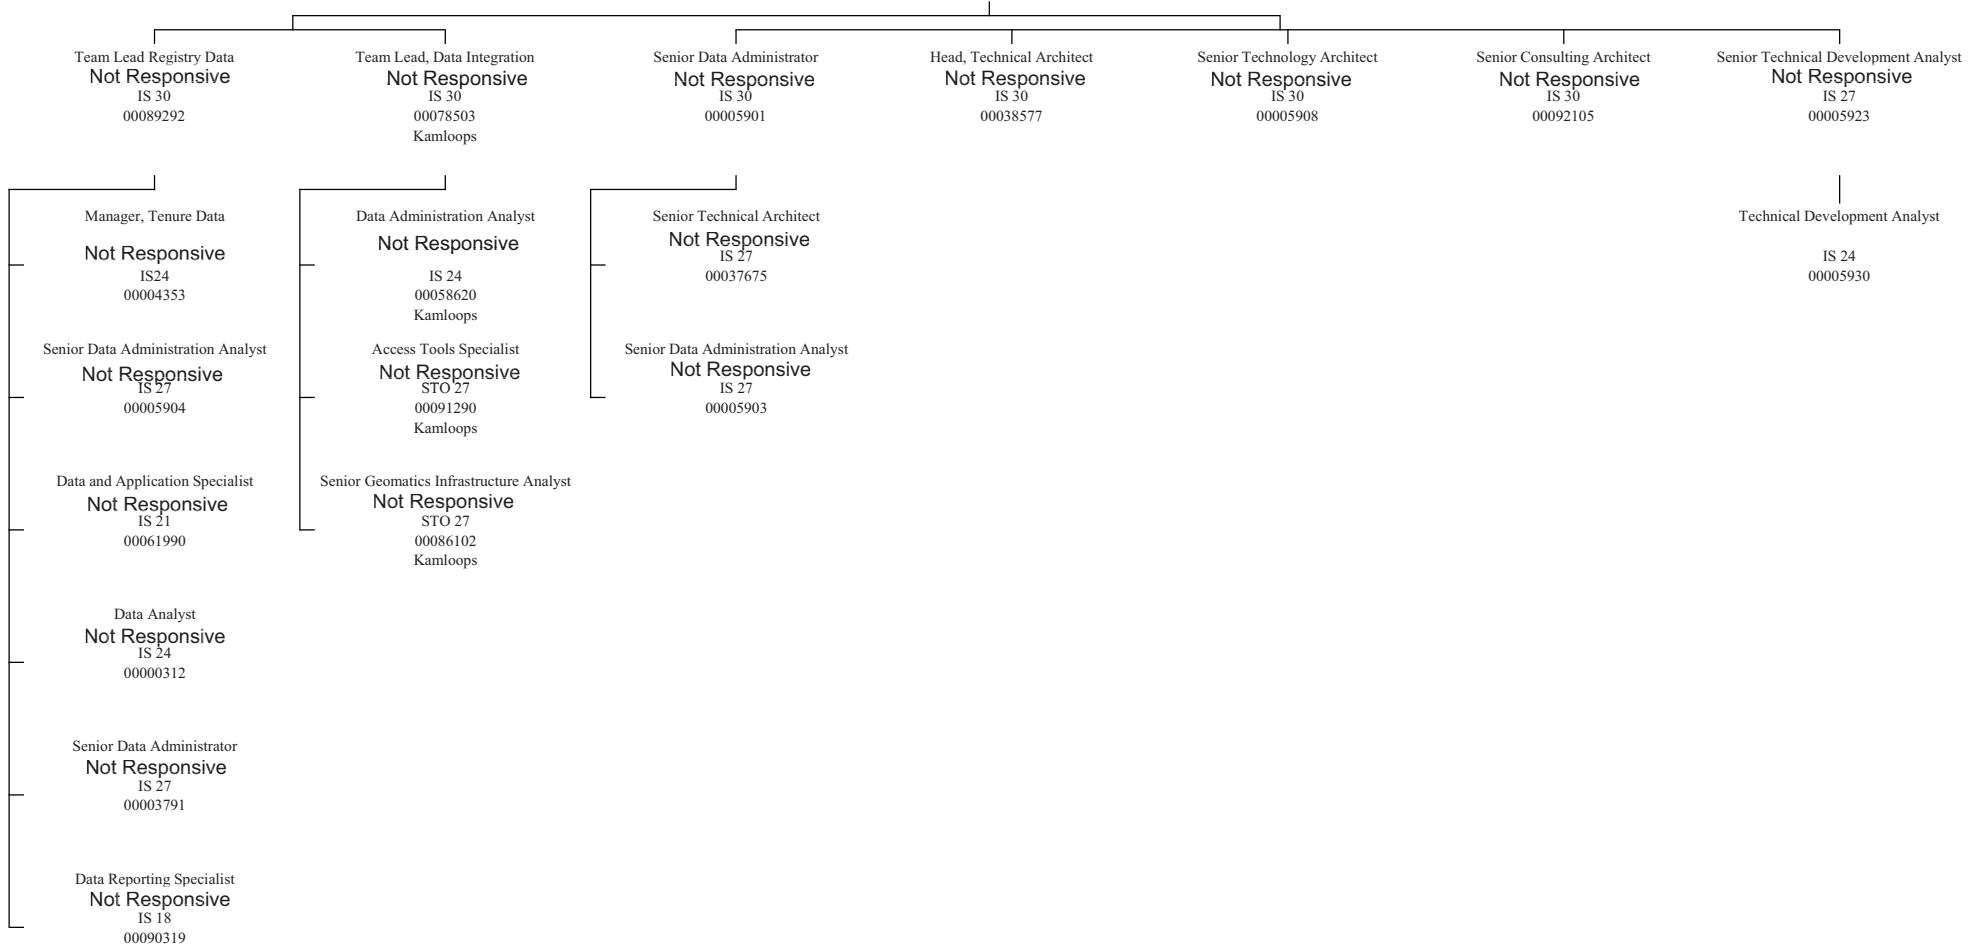 Team Lead Registry Data
Not Responsive
IS 30
00089292
Team Lead, Data Integration
Not Responsive
IS 30
00078503
Kamloops
Senior Data Administrator
Not Responsive
IS 30
00005901
Head, Technical Architect
Not Responsive
IS 30
00038577
Senior Technology Architect
Not Responsive
IS 30
00005908
Senior Consulting Architect
Not Responsive
IS 30
00092105
Senior Technical Development Analyst
Not Responsive
IS 27
00005923
Manager, Tenure Data
Not Responsive
IS24
00004353
Senior Data Administration Analyst
Not Responsive
IS 27
00005904
Data and Application Specialist
Not Responsive
IS 21
00061990
Data Analyst
Not Responsive
IS 24
00000312
Senior Data Administrator
Not Responsive
IS 27
00003791
Data Reporting Specialist
Not Responsive
IS 18
00090319
Data Administration Analyst
Not Responsive
IS 24
00058620
Kamloops
Access Tools Specialist
Not Responsive
STO 27
00091290
Kamloops
Senior Geomatics Infrastructure Analyst
Not Responsive
STO 27
00086102
Kamloops
Senior Technical Architect
Not Responsive
IS 27
00037675
Senior Data Administration Analyst
Not Responsive
IS 27
00005903
Technical Development Analyst
IS 24
00005930